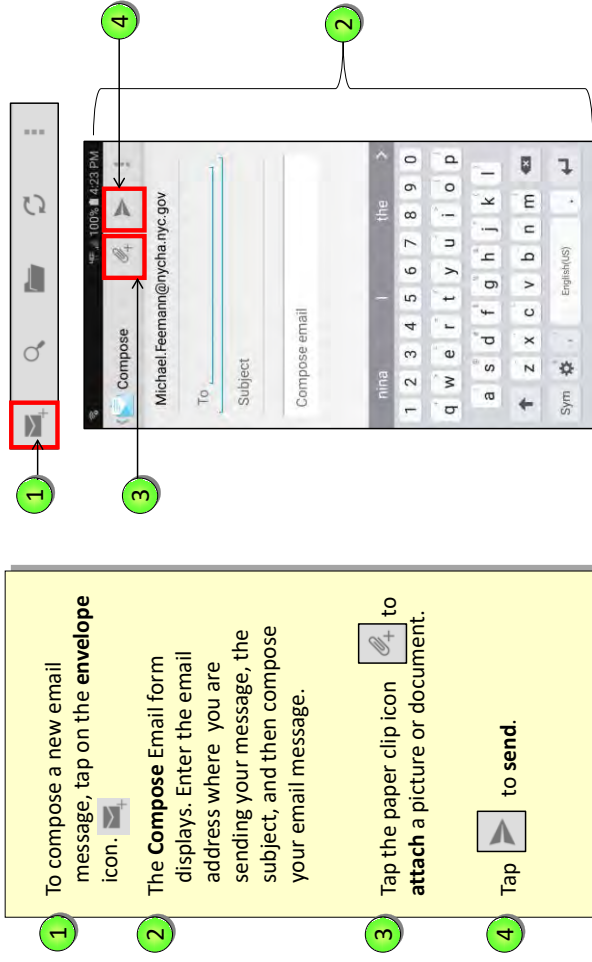 1
To compose a new email
message, tap on the envelope
icon.
2
The Compose Email form
displays. Enter the email
address where you are
sending your message, the
subject, and then compose
your email message.
3
Tap the paper clip icon to
attach a picture or document.
4
Tap to send.
1
3
4
2
100% 4:23 PM
Compose
Michael.Feemann@nycha.nyc.gov
To
Subject
Compose email
nina I the
1 2 3 4 5 6 7 8 9 0
q w e r t y u i o p
a s d f g h j k l
z x c v b n m
Sym , English(US) .